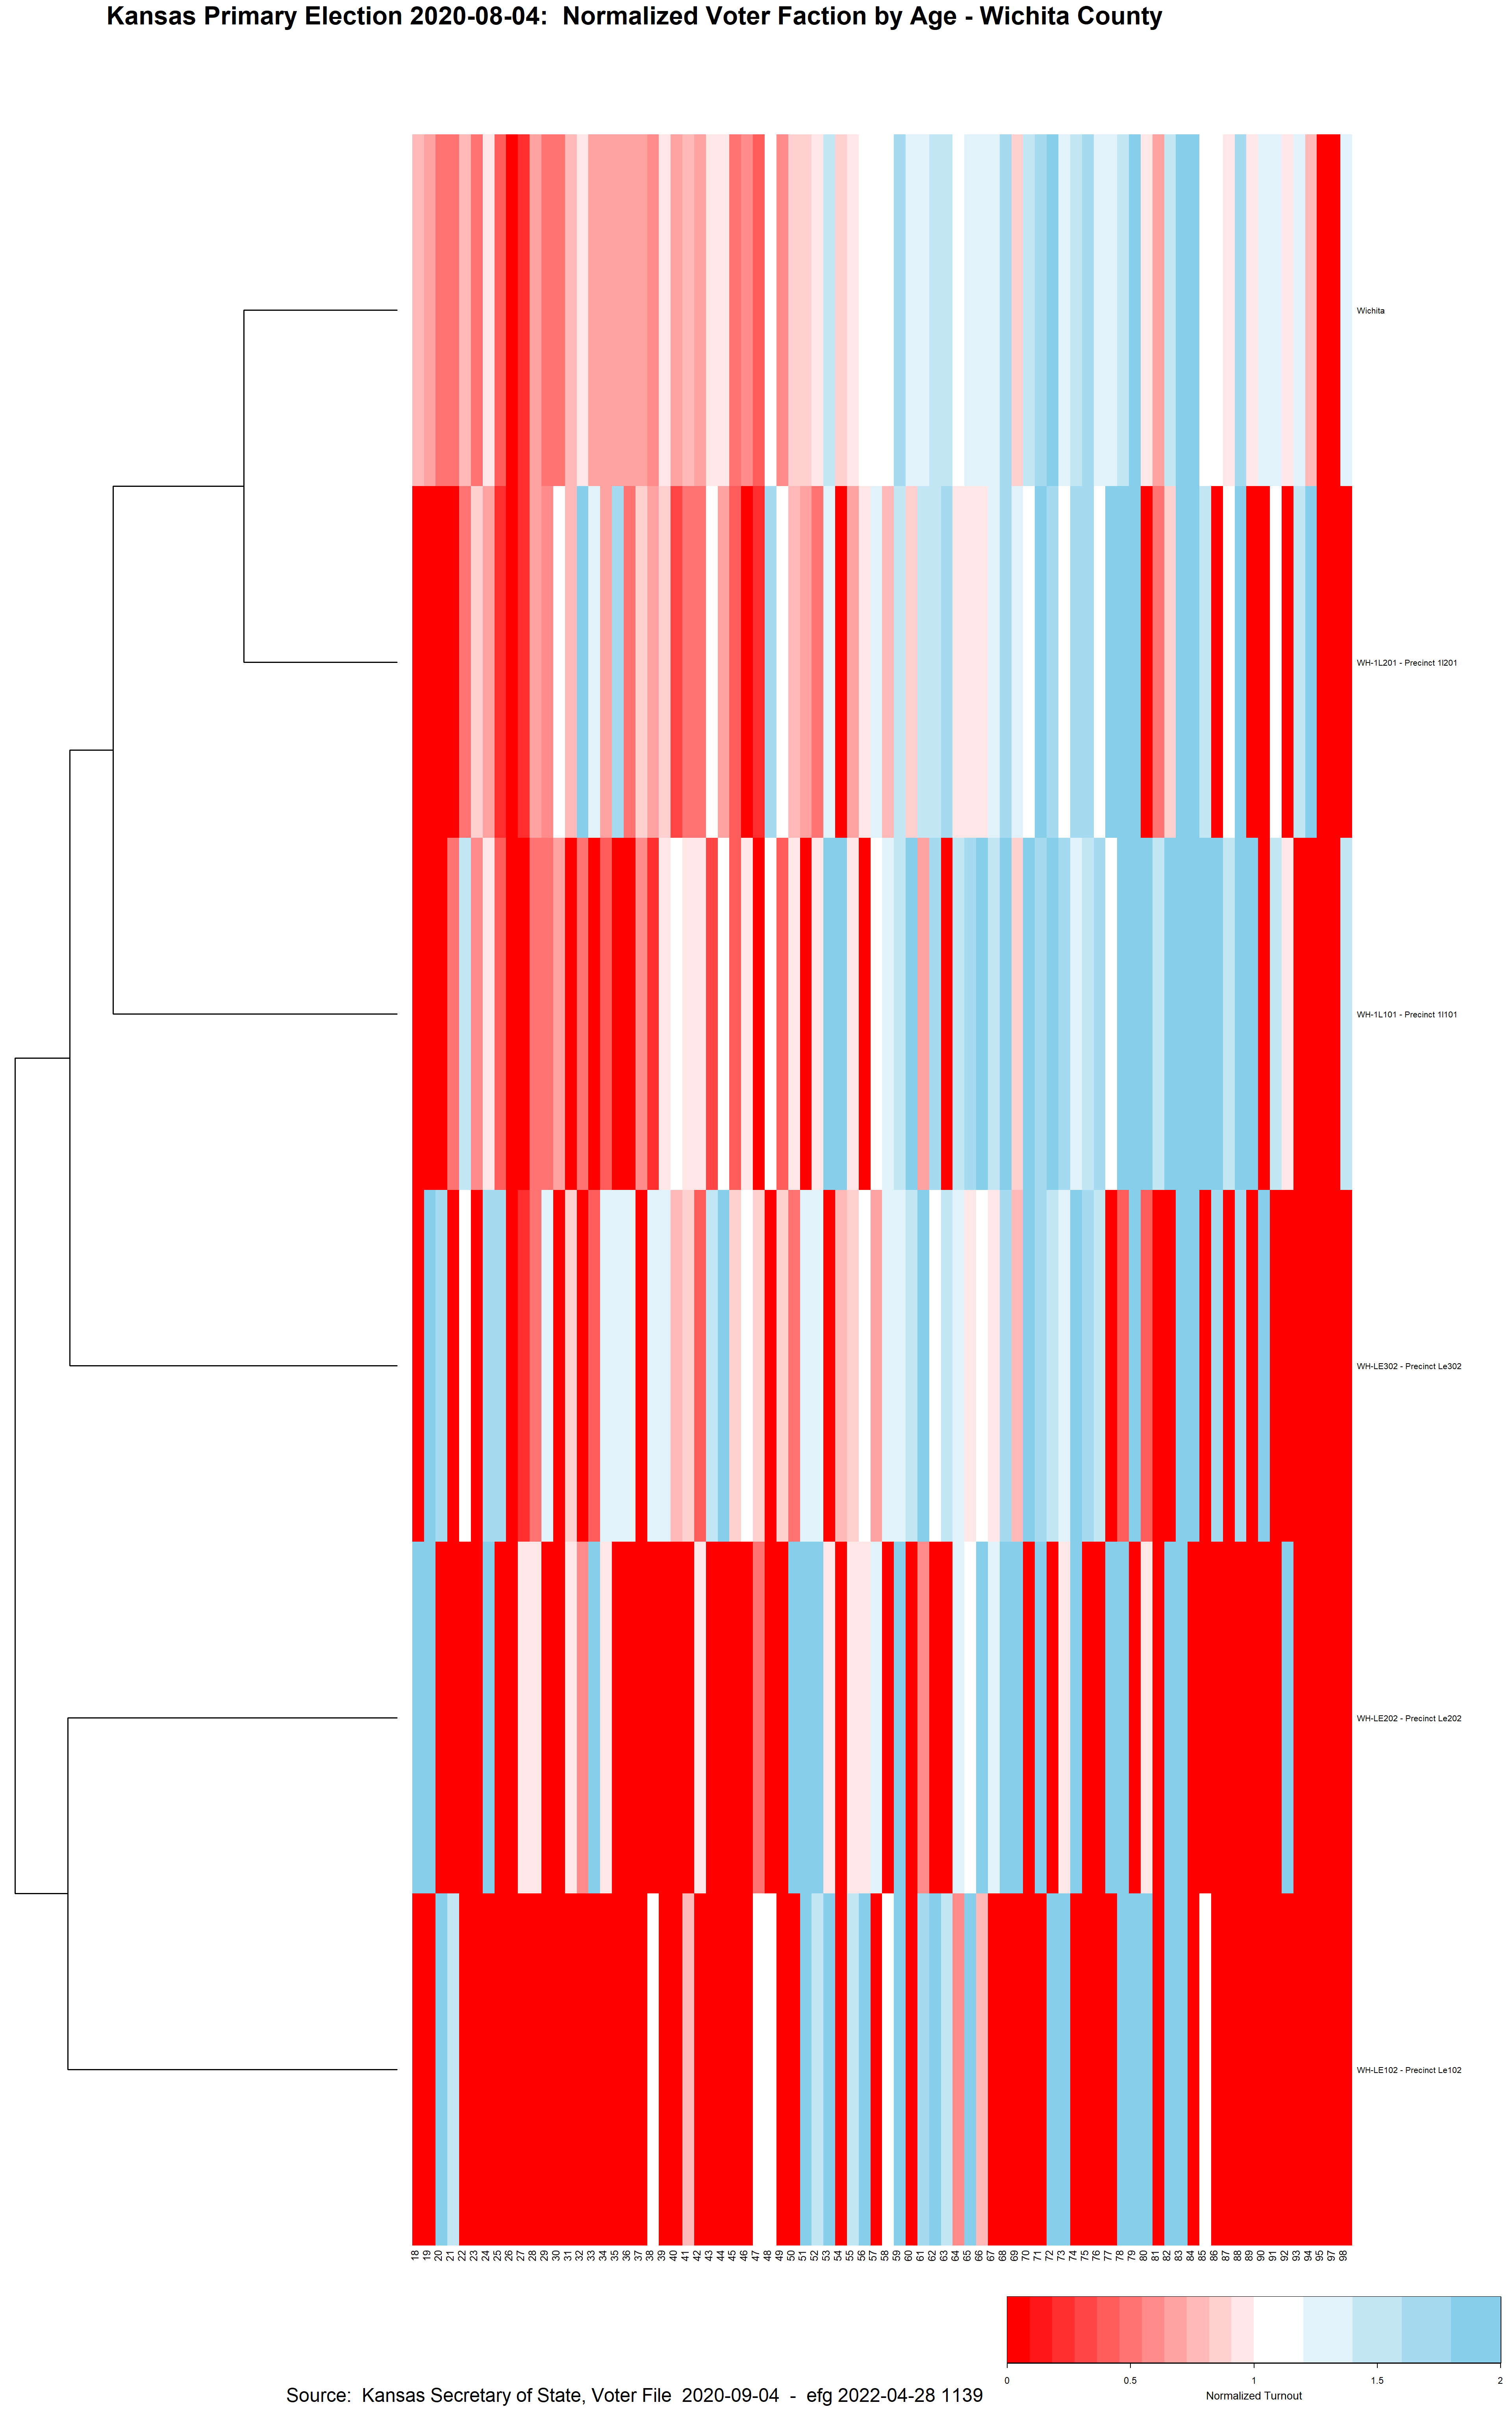 Kansas Primary Election 2020-08-04:  Normalized Voter Faction by Age - Wichita County
Wichita
WH-1L201 - Precinct 1l201
WH-1L101 - Precinct 1l101
WH-LE302 - Precinct Le302
WH-LE202 - Precinct Le202
WH-LE102 - Precinct Le102
18 19 20 21 22 23 24 25 26 27 28 29 30 31 32 33 34 35 36 37 38 39 40 41 42 43 44 45 46 47 48 49 50 51 52 53 54 55 56 57 58 59 60 61 62 63 64 65 66 67 68 69 70 71 72 73 74 75 76 77 78 79 80 81 82 83 84 85 86 87 88 89 90 91 92 93 94 95 97 98
0 0.5 1 1.5 2
Normalized Turnout
Source:  Kansas Secretary of State, Voter File  2020-09-04  -  efg 2022-04-28 1139